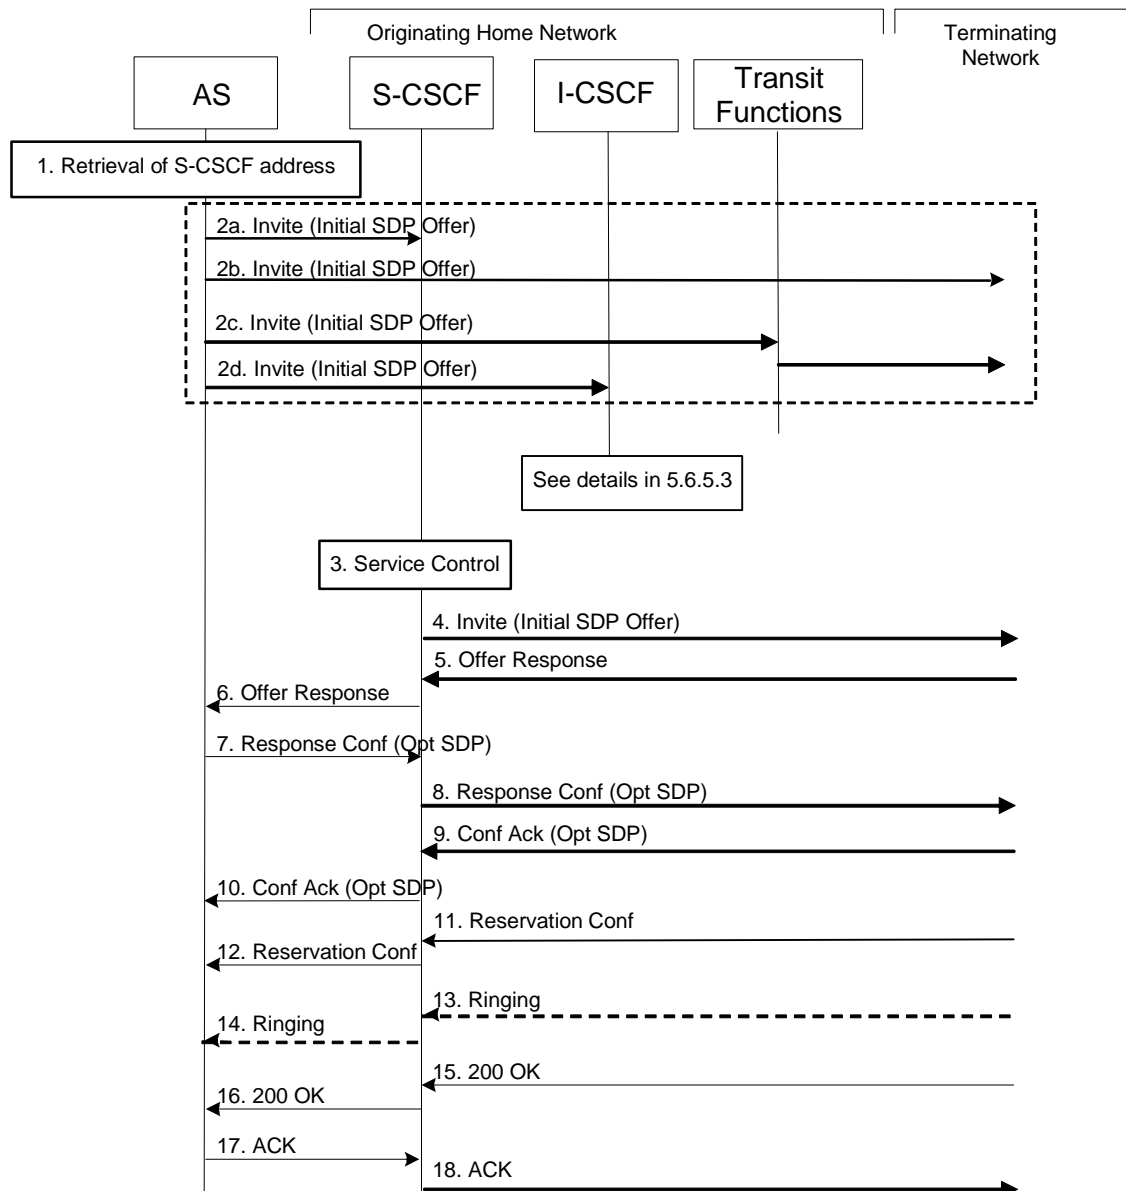 Originating Home Network
Terminating
Network
AS
S-CSCF
I-CSCF
Transit
Functions
1. Retrieval of S-CSCF address
2a. Invite (Initial SDP Offer)
2b. Invite (Initial SDP Offer)
2c. Invite (Initial SDP Offer)
2d. Invite (Initial SDP Offer)
See details in 5.6.5.3
3. Service Control
4. Invite (Initial SDP Offer)
5. Offer Response
6. Offer Response
7. Response Conf (Opt SDP)
8. Response Conf (Opt SDP)
9. Conf Ack (Opt SDP)
10. Conf Ack (Opt SDP)
11. Reservation Conf
12. Reservation Conf
13. Ringing
14. Ringing
15. 200 OK
16. 200 OK
17. ACK
18. ACK